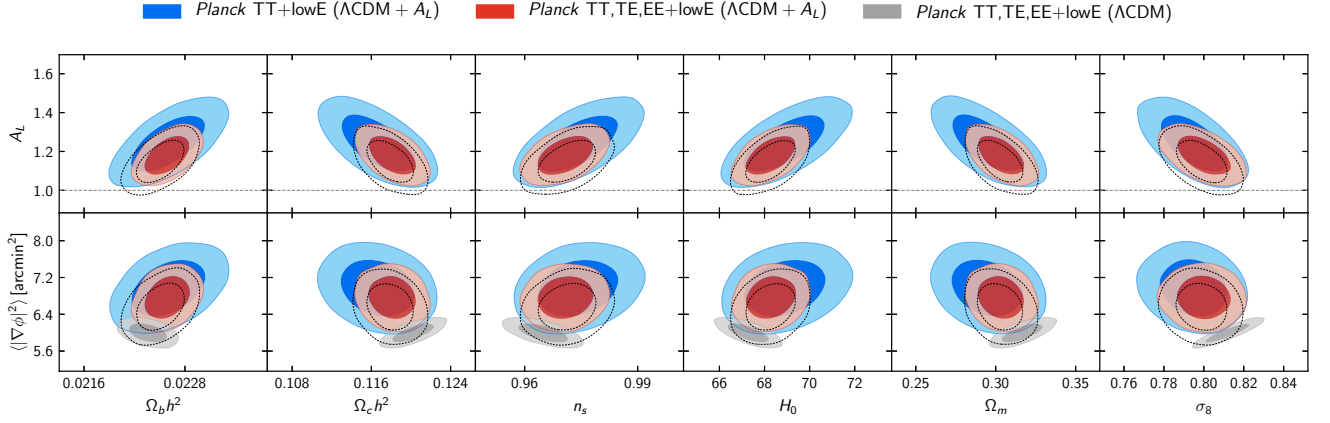 Planck TT+lowE (ΛCDM + A_L) Planck TT,TE,EE+lowE (ΛCDM + A_L) Planck TT,TE,EE+lowE (ΛCDM)
1.6
1.4
1.2
1.0
A_L
8.0
7.2
6.4
5.6
⟨|∇ϕ|²⟩ [arcmin²]
0.0216 0.0228 0.108 0.116 0.124 0.96 0.99 66 68 70 72 0.25 0.30 0.35 0.76 0.78 0.80 0.82 0.84
Ω_b h² Ω_c h² n_s H_0 Ω_m σ_8